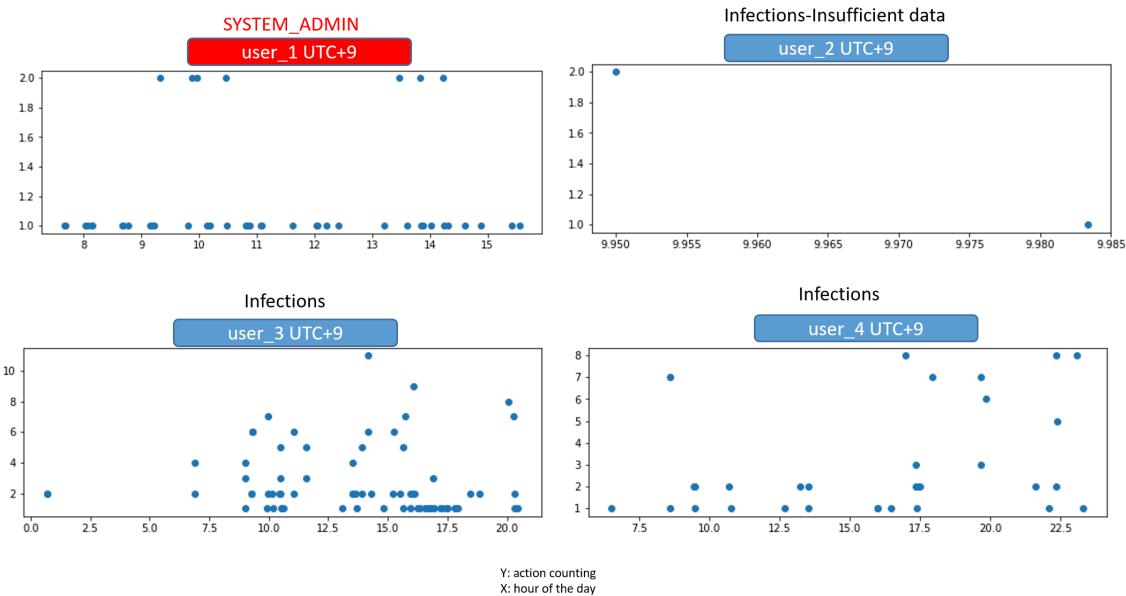 SYSTEM_ADMIN
user_1 UTC+9
2.0
1.8
1.6
1.4
1.2
1.0
8 9 10 11 12 13 14 15
Infections-Insufficient data
user_2 UTC+9
2.0
1.8
1.6
1.4
1.2
1.0
9.950 9.955 9.960 9.965 9.970 9.975 9.980 9.985
Infections
user_3 UTC+9
10
8
6
4
2
0.0 2.5 5.0 7.5 10.0 12.5 15.0 17.5 20.0
Infections
user_4 UTC+9
8
7
6
5
4
3
2
1
7.5 10.0 12.5 15.0 17.5 20.0 22.5
Y: action counting
X: hour of the day